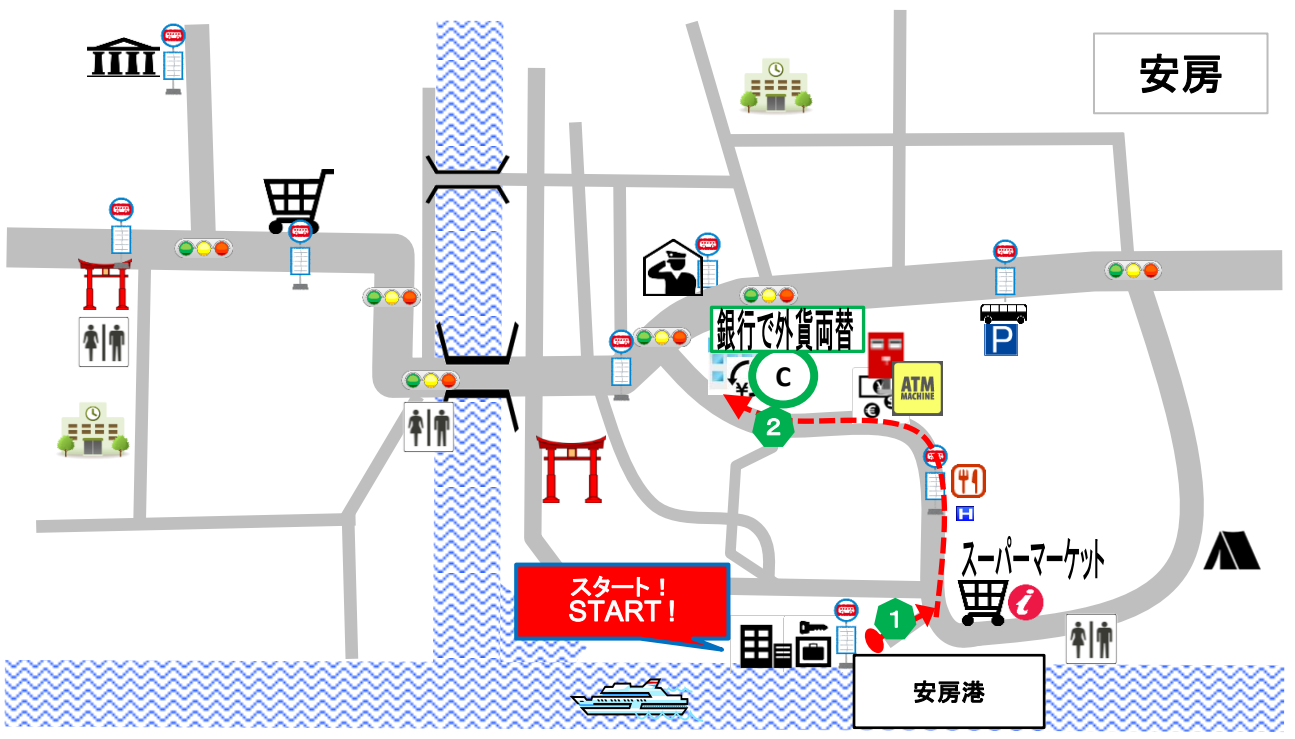 安房
銀行で外貨両替
C
¥
ATM
MACHINE
€
2
P
H
スーパーマーケット
i
スタート！
START！
1
安房港